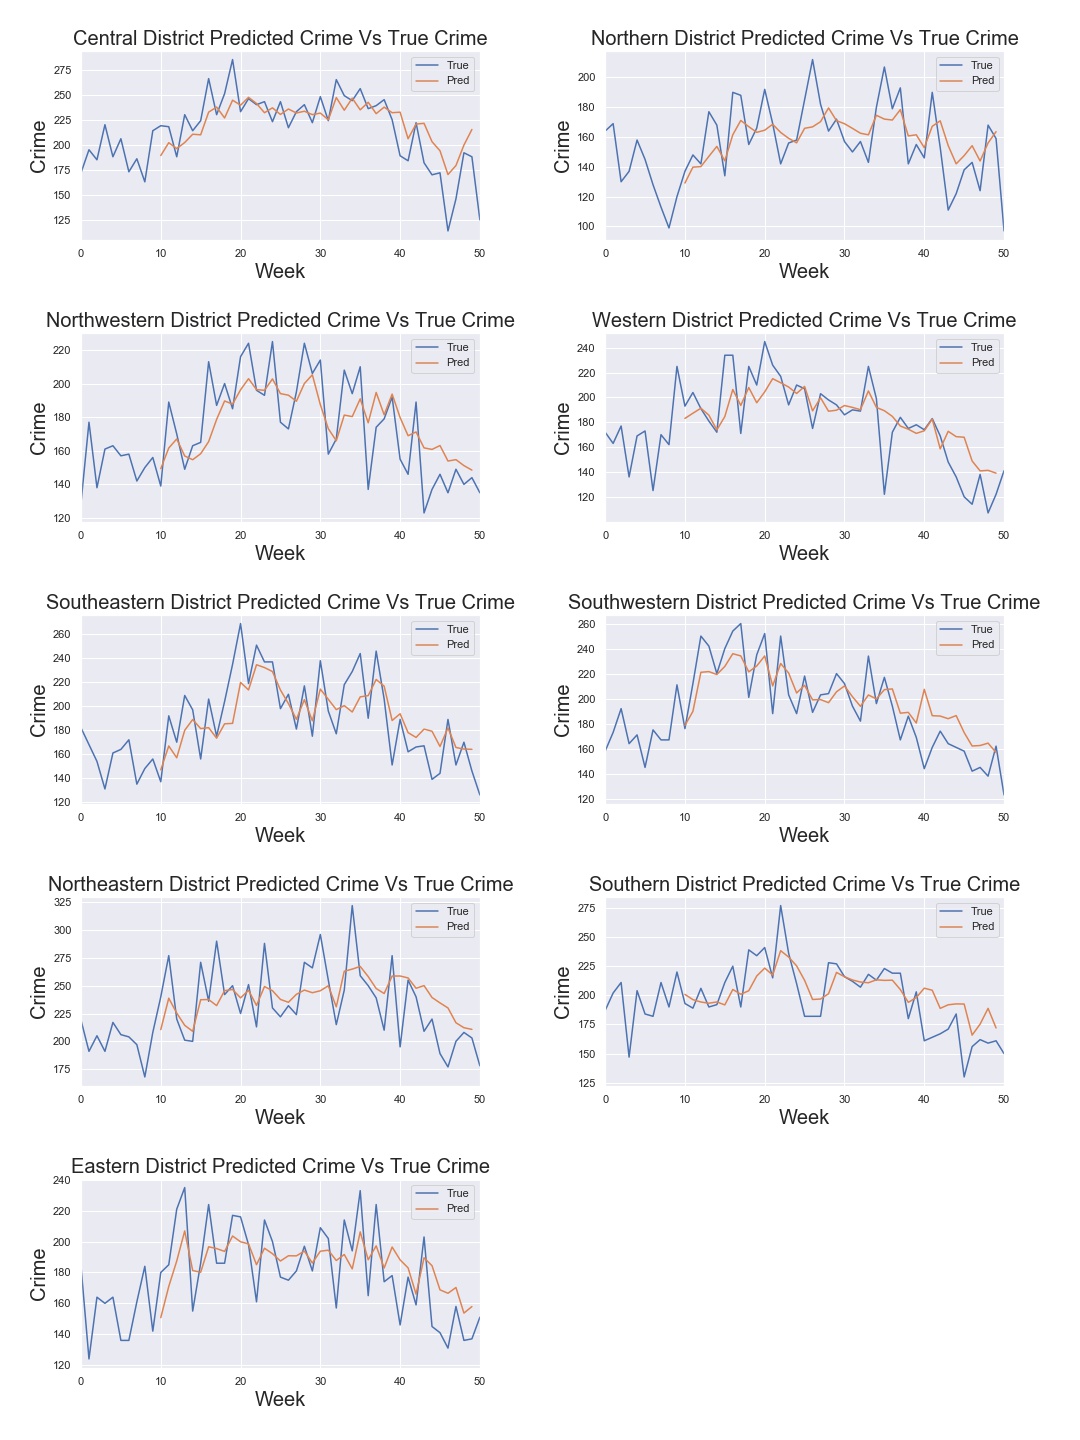 Central District Predicted Crime Vs True Crime
275
250
225
200
175
150
125
Crime
True
Pred
0 10 20 30 40 50
Week
Northern District Predicted Crime Vs True Crime
200
180
160
140
120
100
Crime
True
Pred
0 10 20 30 40 50
Week
Northwestern District Predicted Crime Vs True Crime
220
200
180
160
140
120
Crime
True
Pred
0 10 20 30 40 50
Week
Western District Predicted Crime Vs True Crime
240
220
200
180
160
140
120
Crime
True
Pred
0 10 20 30 40 50
Week
Southeastern District Predicted Crime Vs True Crime
260
240
220
200
180
160
140
120
Crime
True
Pred
0 10 20 30 40 50
Week
Southwestern District Predicted Crime Vs True Crime
260
240
220
200
180
160
140
120
Crime
True
Pred
0 10 20 30 40 50
Week
Northeastern District Predicted Crime Vs True Crime
325
300
275
250
225
200
175
Crime
True
Pred
0 10 20 30 40 50
Week
Southern District Predicted Crime Vs True Crime
275
250
225
200
175
150
125
Crime
True
Pred
0 10 20 30 40 50
Week
Eastern District Predicted Crime Vs True Crime
240
220
200
180
160
140
120
Crime
True
Pred
0 10 20 30 40 50
Week